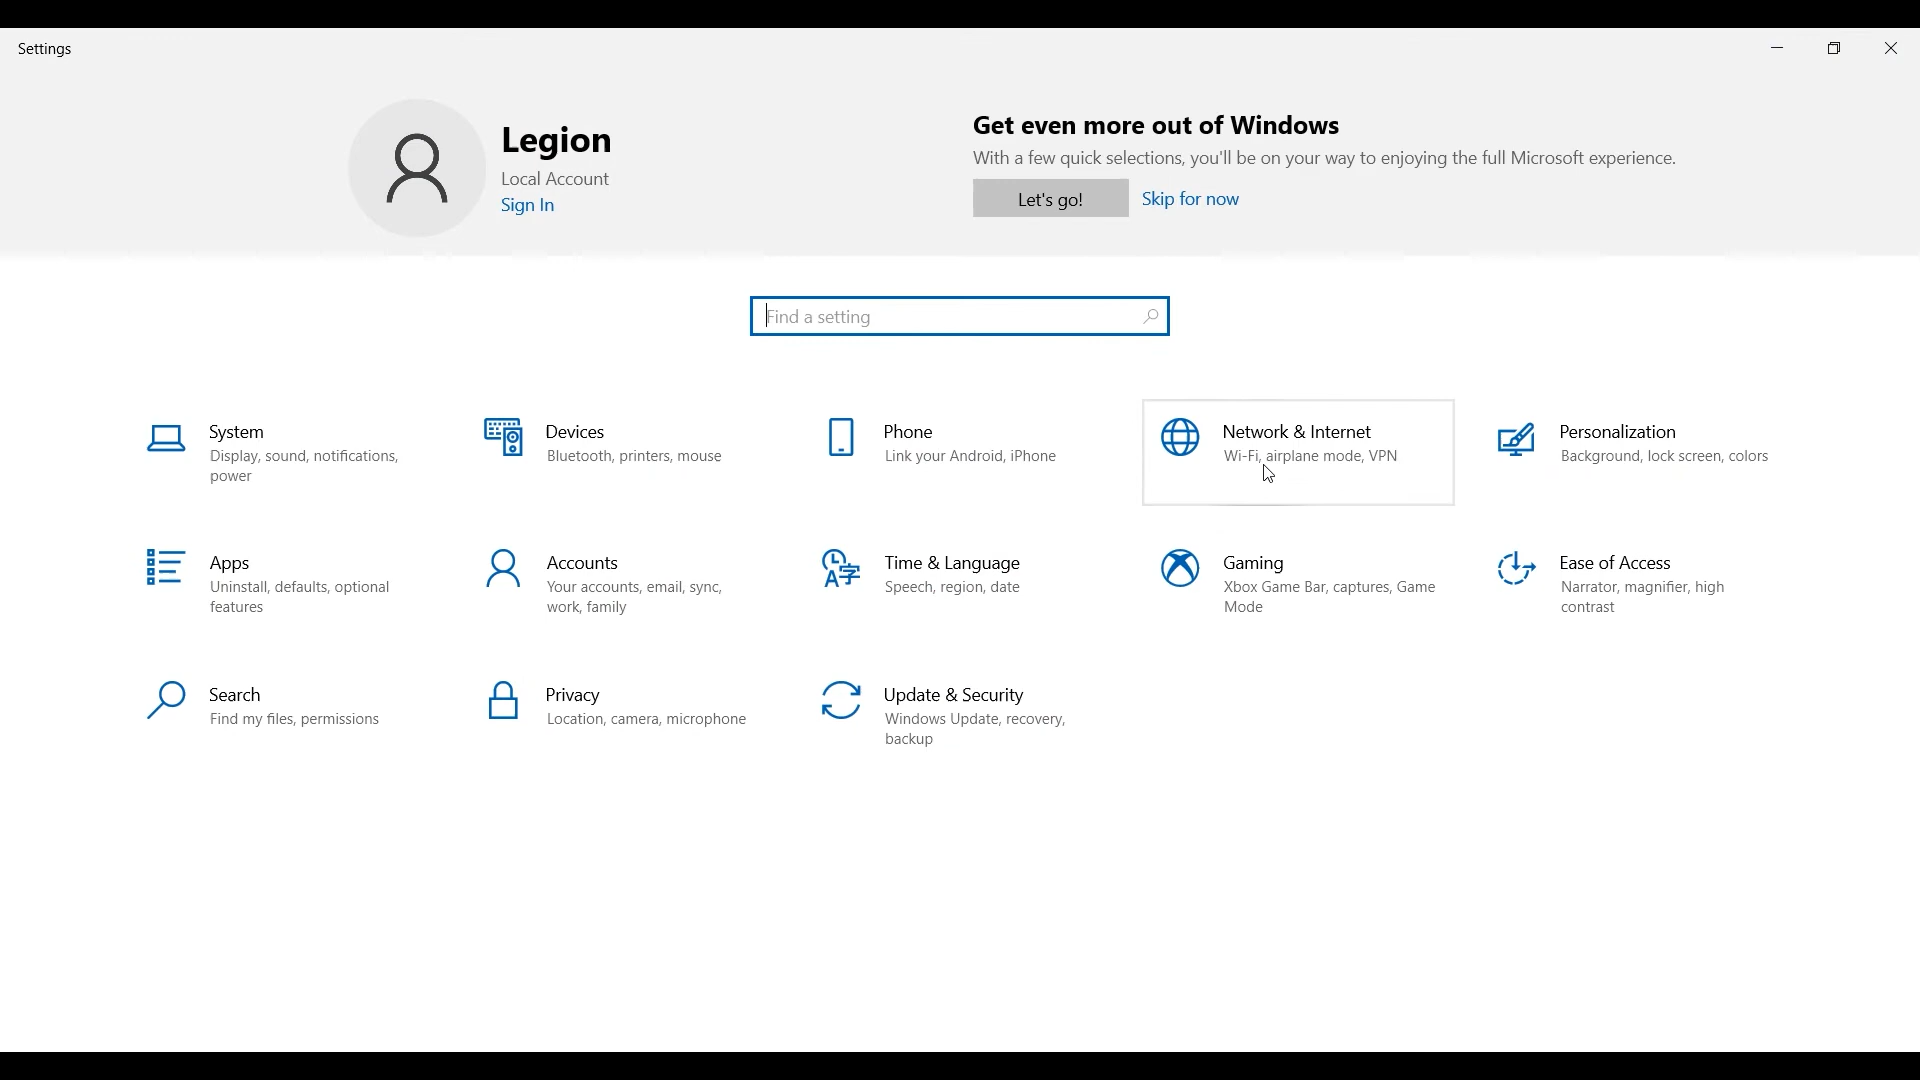 Settings
Legion
Local Account
Sign In
Get even more out of Windows
With a few quick selections, you'll be on your way to enjoying the full Microsoft experience.
Let's go!
Skip for now
Find a setting
System
Display, sound, notifications,
power
Devices
Bluetooth, printers, mouse
Phone
Link your Android, iPhone
Network & Internet
Wi-Fi, airplane mode, VPN
Personalization
Background, lock screen, colors
Apps
Uninstall, defaults, optional
features
Accounts
Your accounts, email, sync,
work, family
Time & Language
Speech, region, date
Gaming
Xbox Game Bar, captures, Game
Mode
Ease of Access
Narrator, magnifier, high
contrast
Search
Find my files, permissions
Privacy
Location, camera, microphone
Update & Security
Windows Update, recovery,
backup